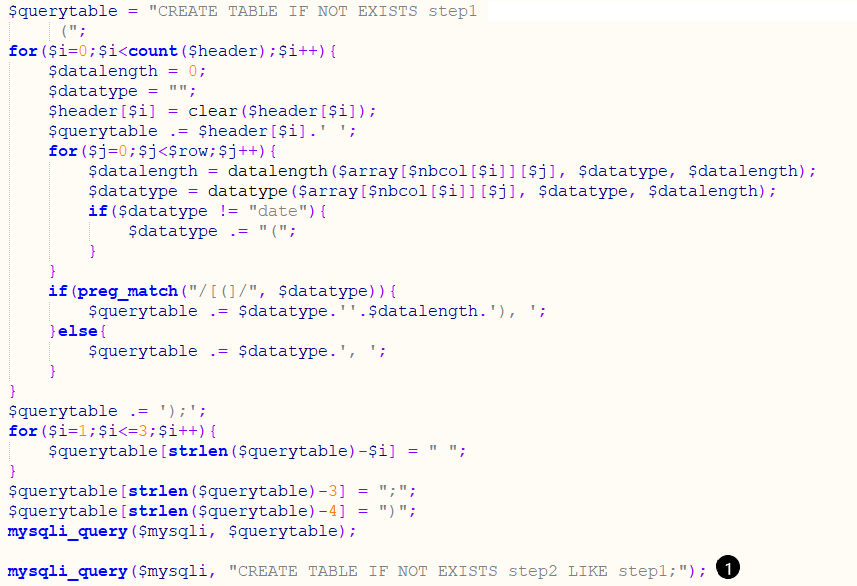 $querytable = "CREATE TABLE IF NOT EXISTS step1
(";
for($i=0;$i<count($header);$i++){
$datalength = 0;
$datatype = "";
$header[$i] = clear($header[$i]);
$querytable .= $header[$i].' ';
for($j=0;$j<$row;$j++){
$datalength = datalength($array[$nbcol[$i]][$j], $datatype, $datalength);
$datatype = datatype($array[$nbcol[$i]][$j], $datatype, $datalength);
if($datatype != "date"){
$datatype .= "(";
}
}
if(preg_match("/[(]/", $datatype)){
$querytable .= $datatype.''.$datalength.'), ';
}else{
$querytable .= $datatype.', ';
}
}
$querytable .= ');';
for($i=1;$i<=3;$i++){
$querytable[strlen($querytable)-$i] = " ";
}
$querytable[strlen($querytable)-3] = ";";
$querytable[strlen($querytable)-4] = ")";
mysqli_query($mysqli, $querytable);
mysqli_query($mysqli, "CREATE TABLE IF NOT EXISTS step2 LIKE step1;"); 1